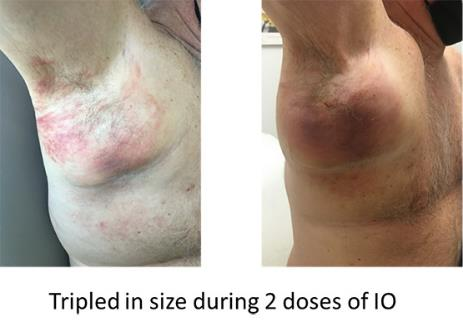 Tripled in size during 2 doses of IO